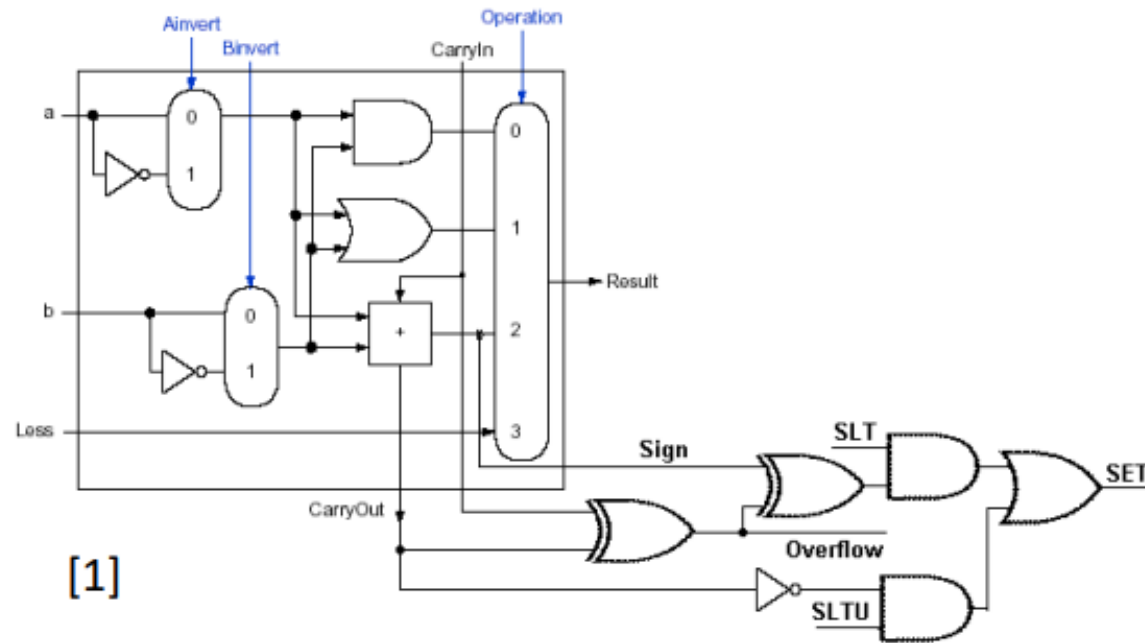 Ainvert
Operation
Binvert
CarryIn
a
0
0
1
1
Result
b
0
+
2
1
Less
3
SLT
Sign
SET
CarryOut
Overflow
[1]
SLTU